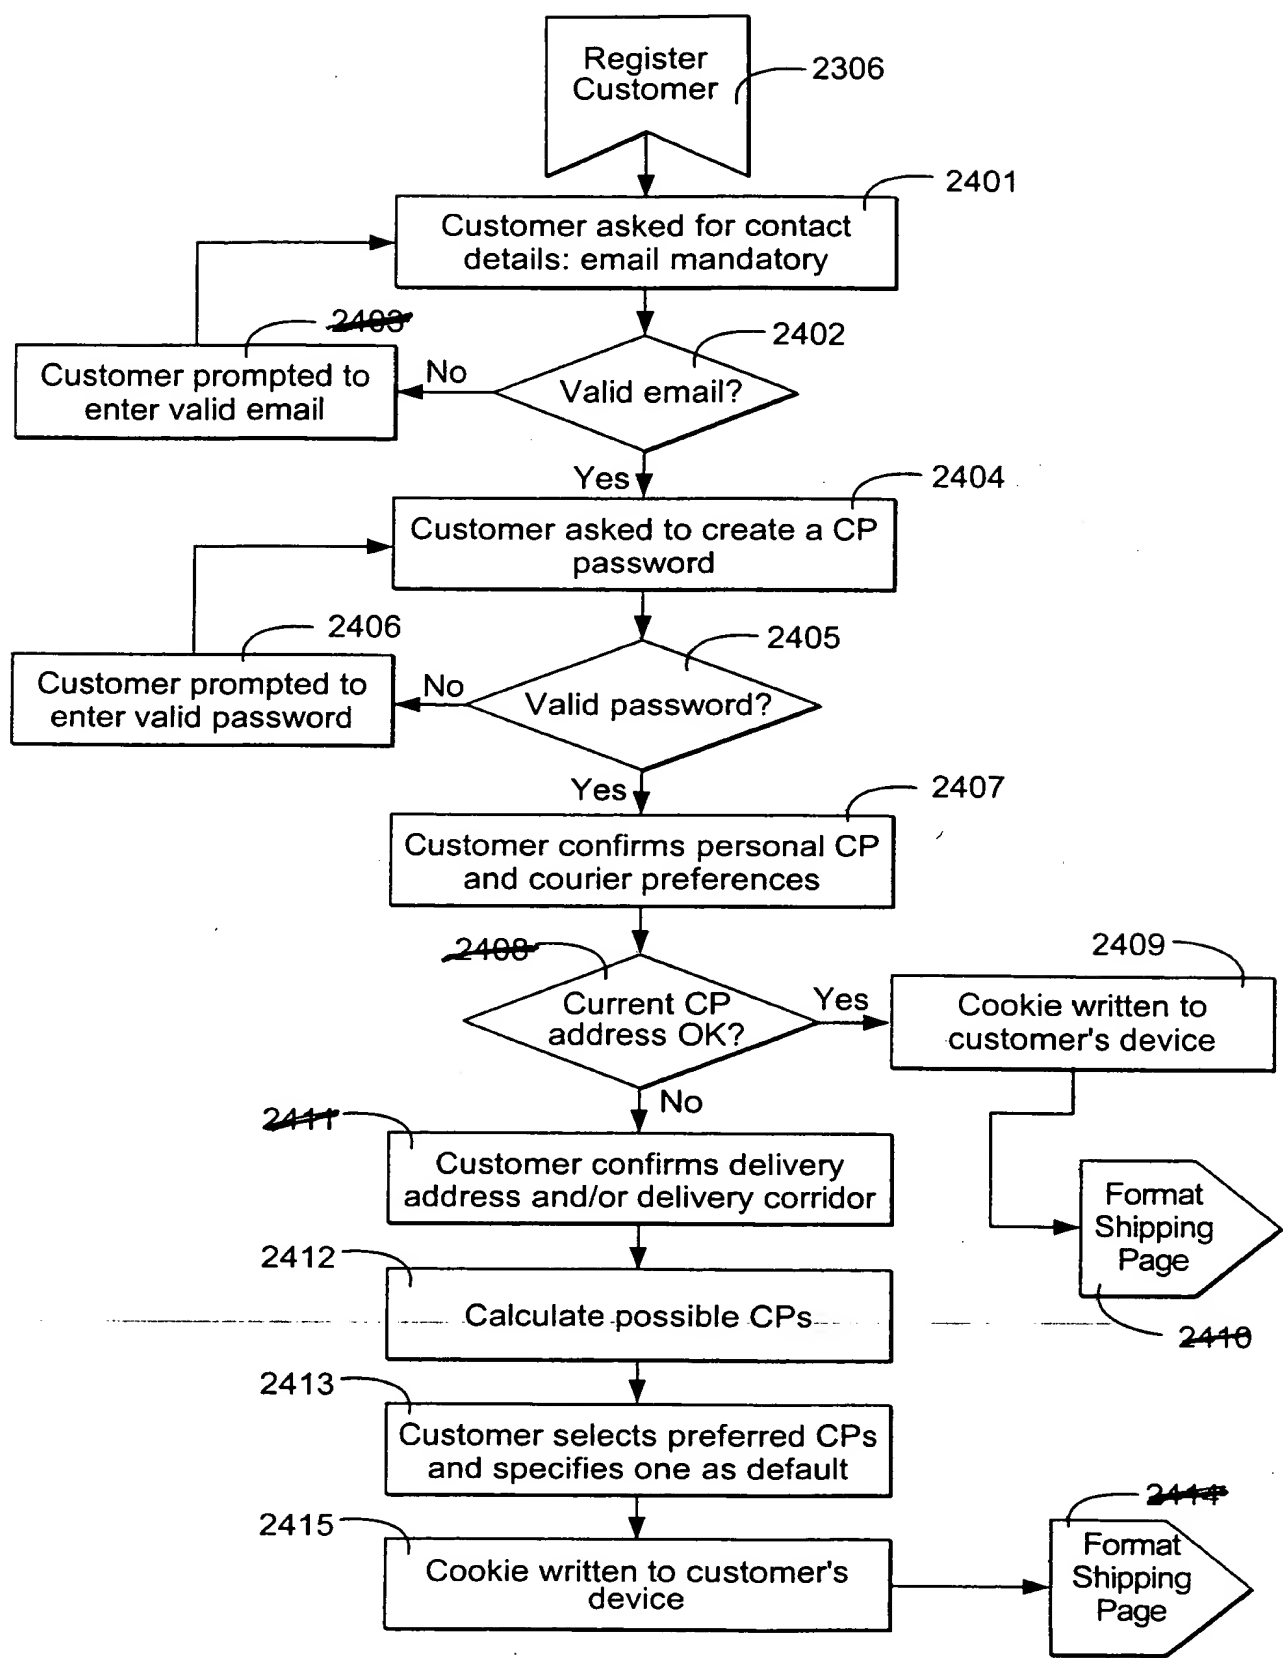 Register
Customer
2306
2401
Customer asked for contact
details: email mandatory
2403
2402
Customer prompted to
enter valid email
No
Valid email?
Yes
2404
Customer asked to create a CP
password
2406
2405
Customer prompted to
enter valid password
No
Valid password?
Yes
2407
Customer confirms personal CP
and courier preferences
2408
2409
Current CP
address OK?
Yes
Cookie written to
customer's device
No
2411
Customer confirms delivery
address and/or delivery corridor
Format
Shipping
Page
2410
2412
Calculate possible CPs
2413
Customer selects preferred CPs
and specifies one as default
2414
2415
Cookie written to customer's
device
Format
Shipping
Page